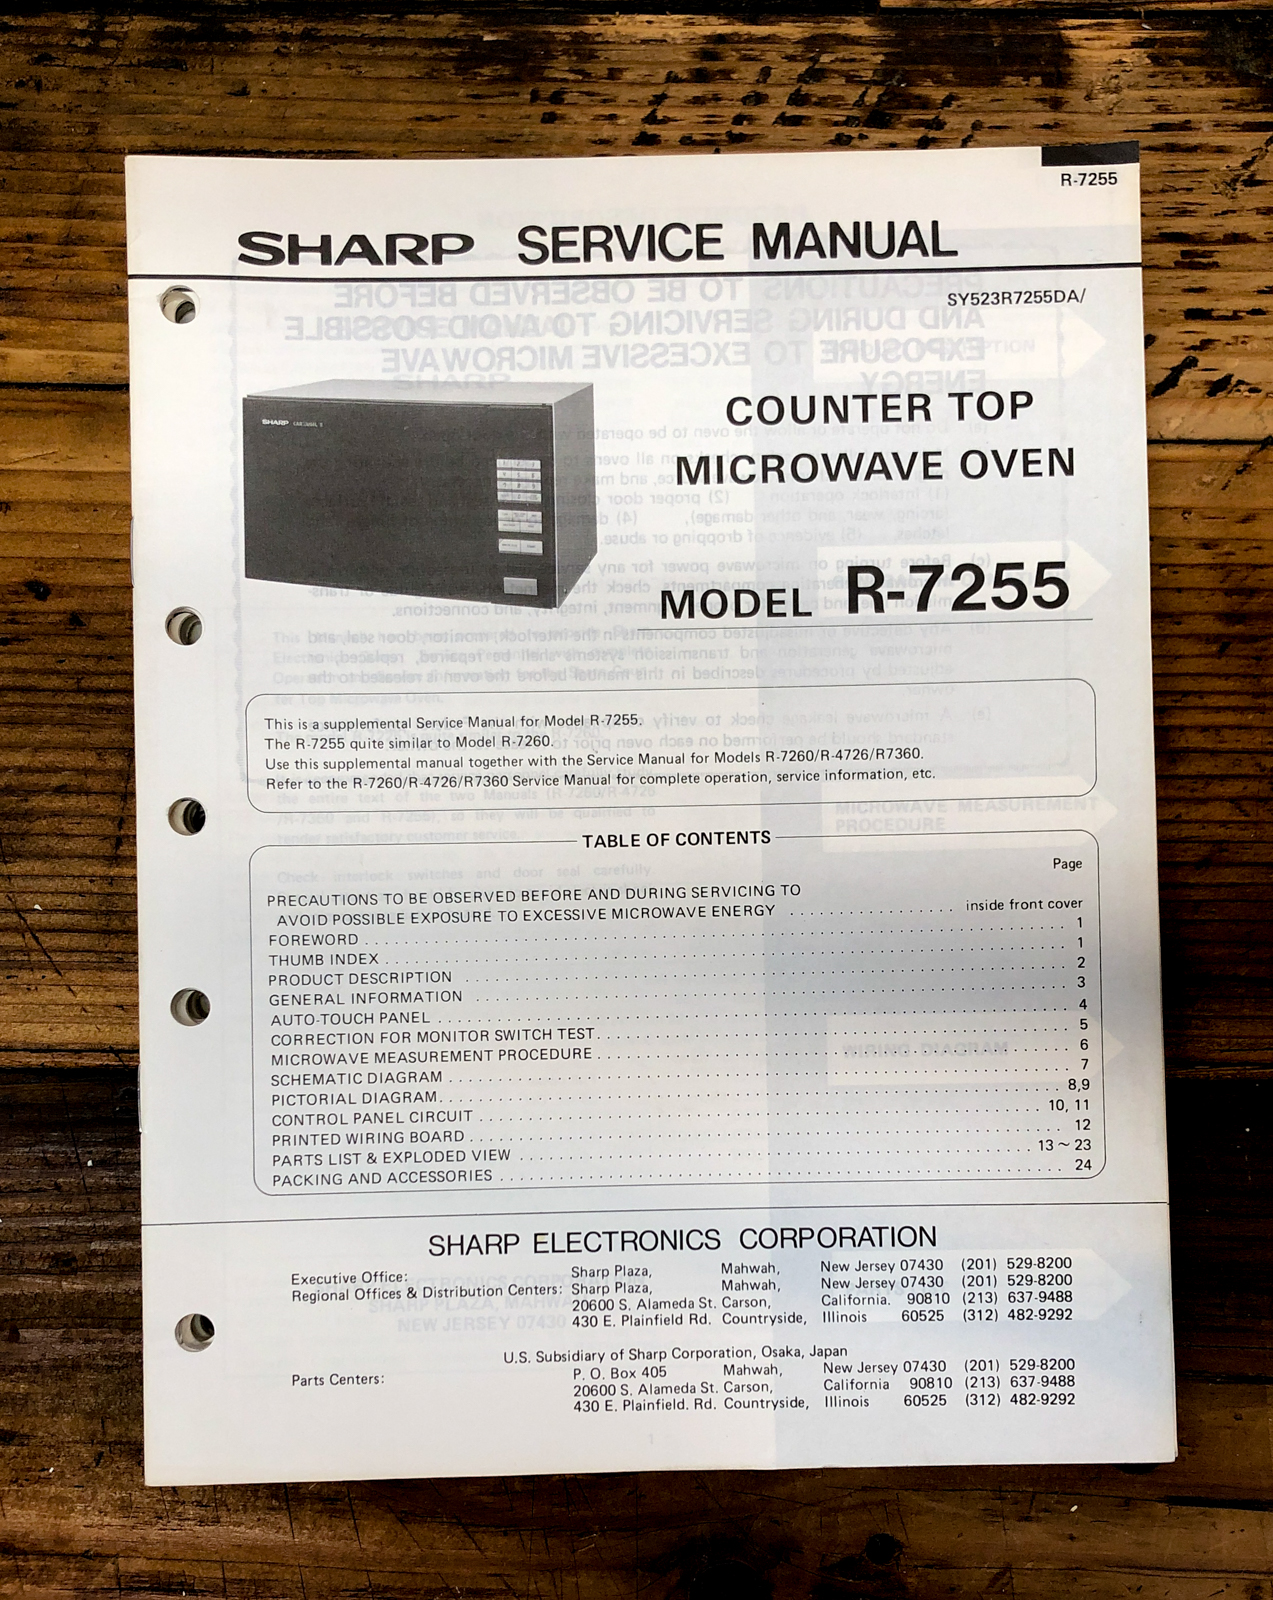 R-7255
SHARP SERVICE MANUAL
SY523R7255DA/
SHARP
COUNTER TOP
MICROWAVE OVEN
MODEL R-7255
This is a supplemental Service Manual for Model R-7255.
The R-7255 quite similar to Model R-7260.
Use this supplemental manual together with the Service Manual for Models R-7260/R-4726/R7360.
Refer to the R-7260/R-4726/R7360 Service Manual for complete operation, service information, etc.
TABLE OF CONTENTS
Page
PRECAUTIONS TO BE OBSERVED BEFORE AND DURING SERVICING TO
AVOID POSSIBLE EXPOSURE TO EXCESSIVE MICROWAVE ENERGY . . . . . . . . . . . . . . . . . inside front cover
FOREWORD . . . . . . . . . . . . . . . . . . . . 1
THUMB INDEX . . . . . . . . . . . . . . . . . . . . 1
PRODUCT DESCRIPTION . . . . . . . . . . . . . . . . . . . . 2
GENERAL INFORMATION . . . . . . . . . . . . . . . . . . . . 3
AUTO-TOUCH PANEL . . . . . . . . . . . . . . . . . . . . 4
CORRECTION FOR MONITOR SWITCH TEST. . . . . . . . . . . . . . . . . . . . 5
MICROWAVE MEASUREMENT PROCEDURE . . . . . . . . . . . . . . . . . . . . 6
SCHEMATIC DIAGRAM . . . . . . . . . . . . . . . . . . . . 7
PICTORIAL DIAGRAM. . . . . . . . . . . . . . . . . . . . 8,9
CONTROL PANEL CIRCUIT . . . . . . . . . . . . . . . . . . . . 10, 11
PRINTED WIRING BOARD . . . . . . . . . . . . . . . . . . . . 12
PARTS LIST & EXPLODED VIEW . . . . . . . . . . . . . . . . . . . . 13 ~ 23
PACKING AND ACCESSORIES . . . . . . . . . . . . . . . . . . . . 24
SHARP ELECTRONICS CORPORATION
Executive Office: Sharp Plaza, Mahwah, New Jersey 07430 (201) 529-8200
Regional Offices & Distribution Centers: Sharp Plaza, Mahwah, New Jersey 07430 (201) 529-8200
20600 S. Alameda St. Carson, California. 90810 (213) 637-9488
430 E. Plainfield Rd. Countryside, Illinois 60525 (312) 482-9292
U.S. Subsidiary of Sharp Corporation, Osaka, Japan
Parts Centers: P. O. Box 405 Mahwah, New Jersey 07430 (201) 529-8200
20600 S. Alameda St. Carson, California 90810 (213) 637-9488
430 E. Plainfield. Rd. Countryside, Illinois 60525 (312) 482-9292